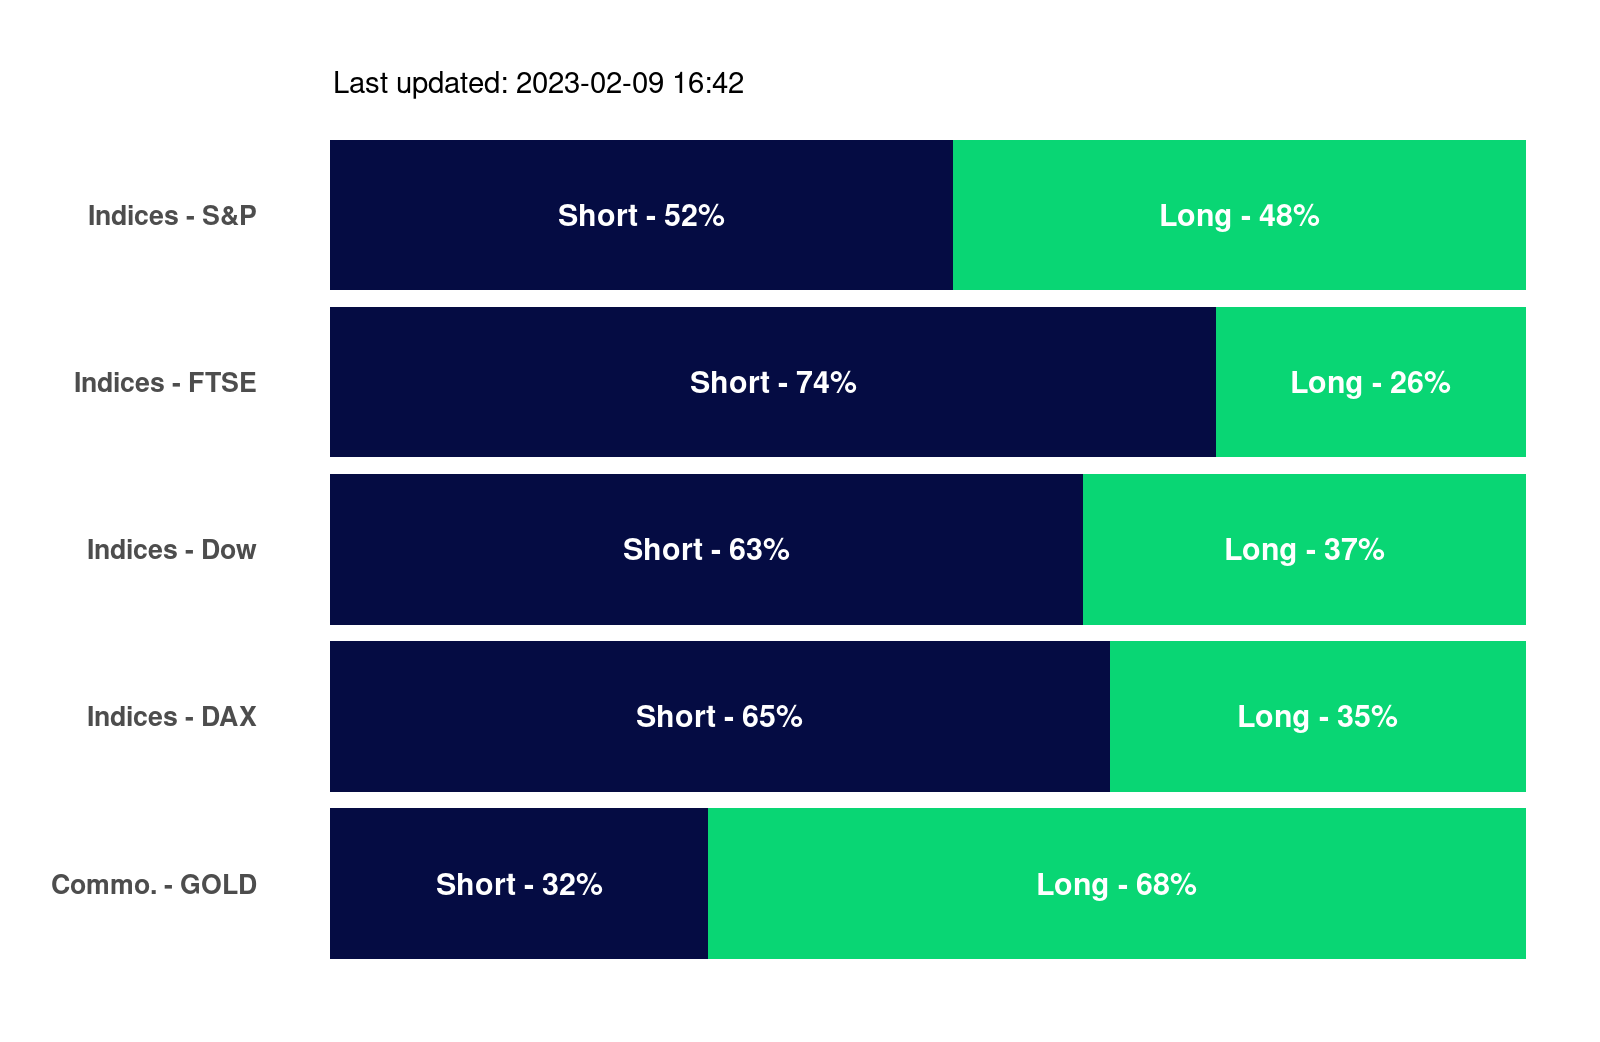 Last updated: 2023-02-09 16:42
Indices - S&P Short - 52% Long - 48%
Indices - FTSE Short - 74% Long - 26%
Indices - Dow Short - 63% Long - 37%
Indices - DAX Short - 65% Long - 35%
Commo. - GOLD Short - 32% Long - 68%